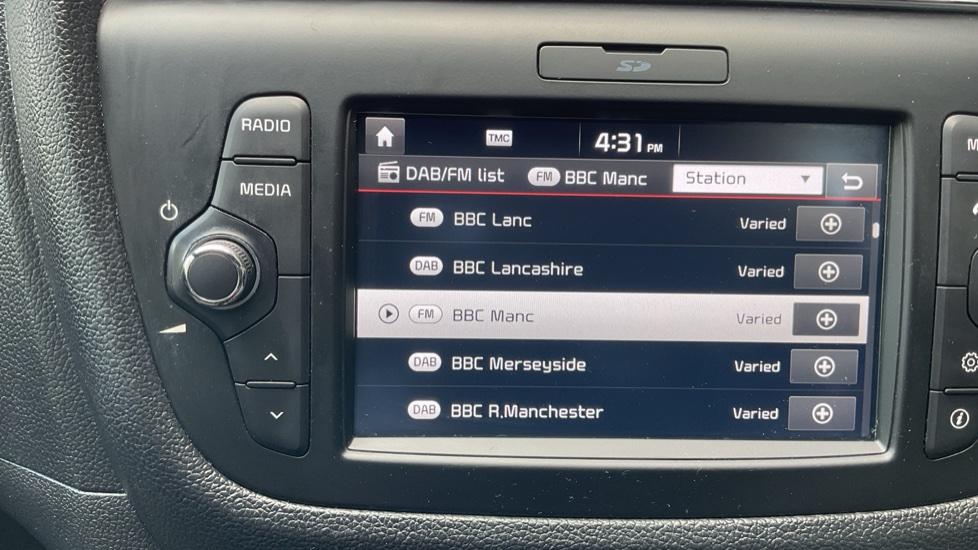 SD
RADIO
MEDIA
TMC
4:31 PM
DAB/FM list FM BBC Manc Station
FM BBC Lanc Varied
DAB BBC Lancashire Varied
FM BBC Manc Varied
DAB BBC Merseyside Varied
DAB BBC R.Manchester Varied
M